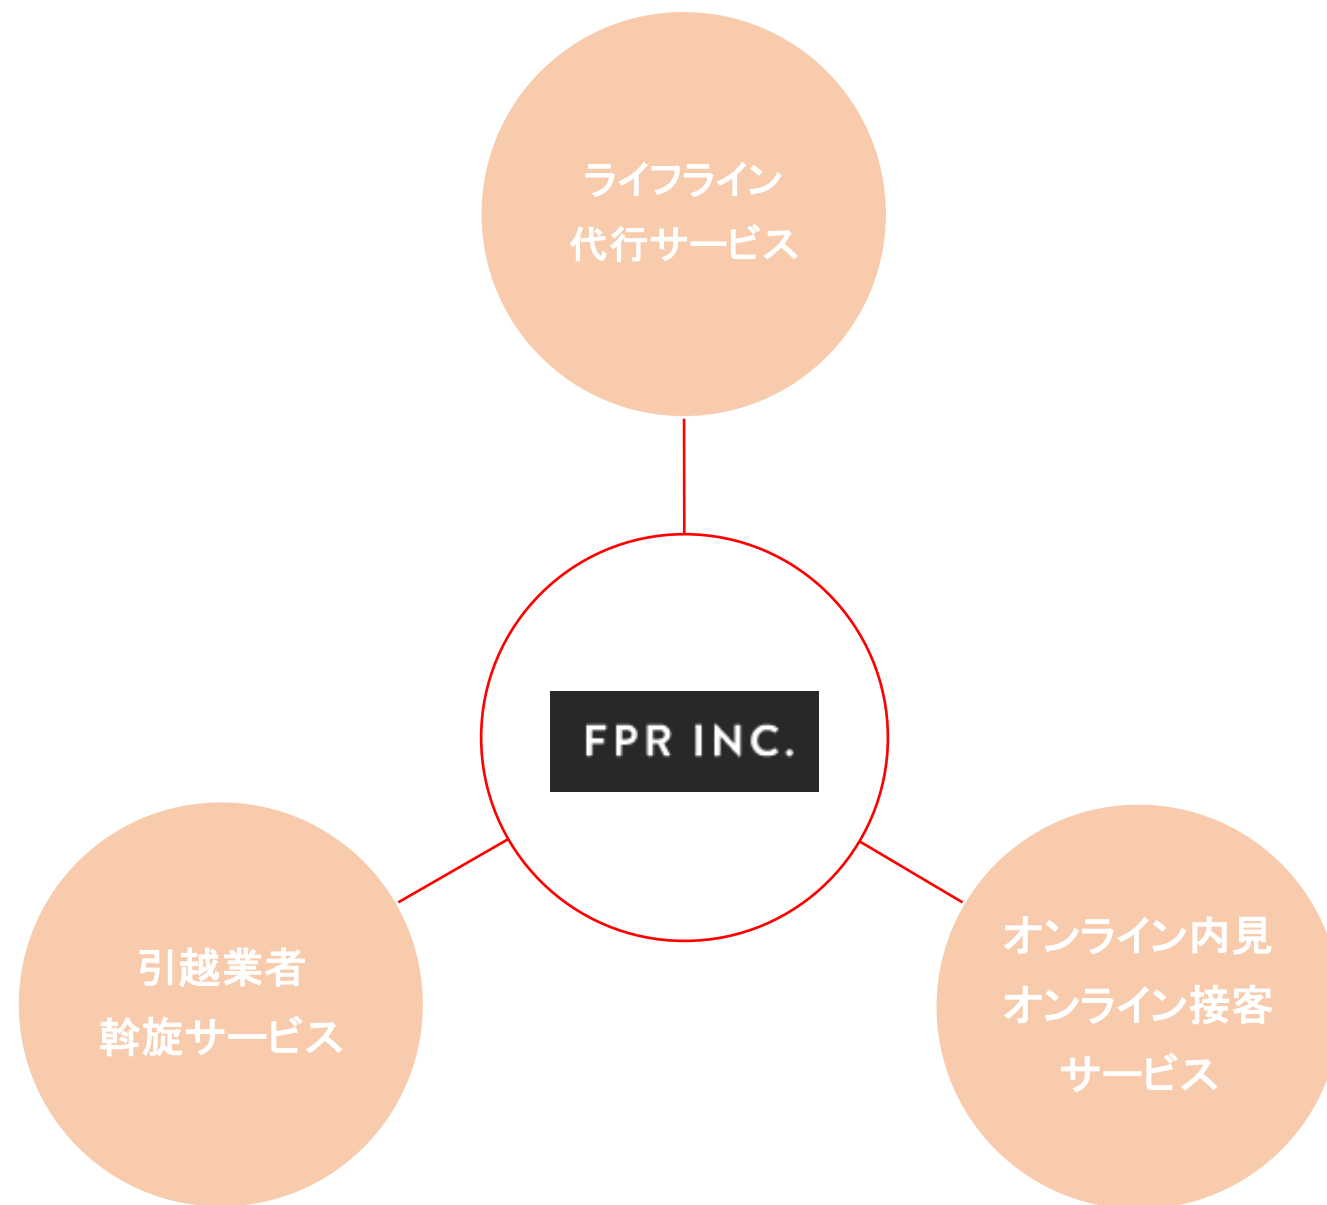 ライフライン
代行サービス
FPR INC.
引越業者
斡旋サービス
オンライン内見
オンライン接客
サービス